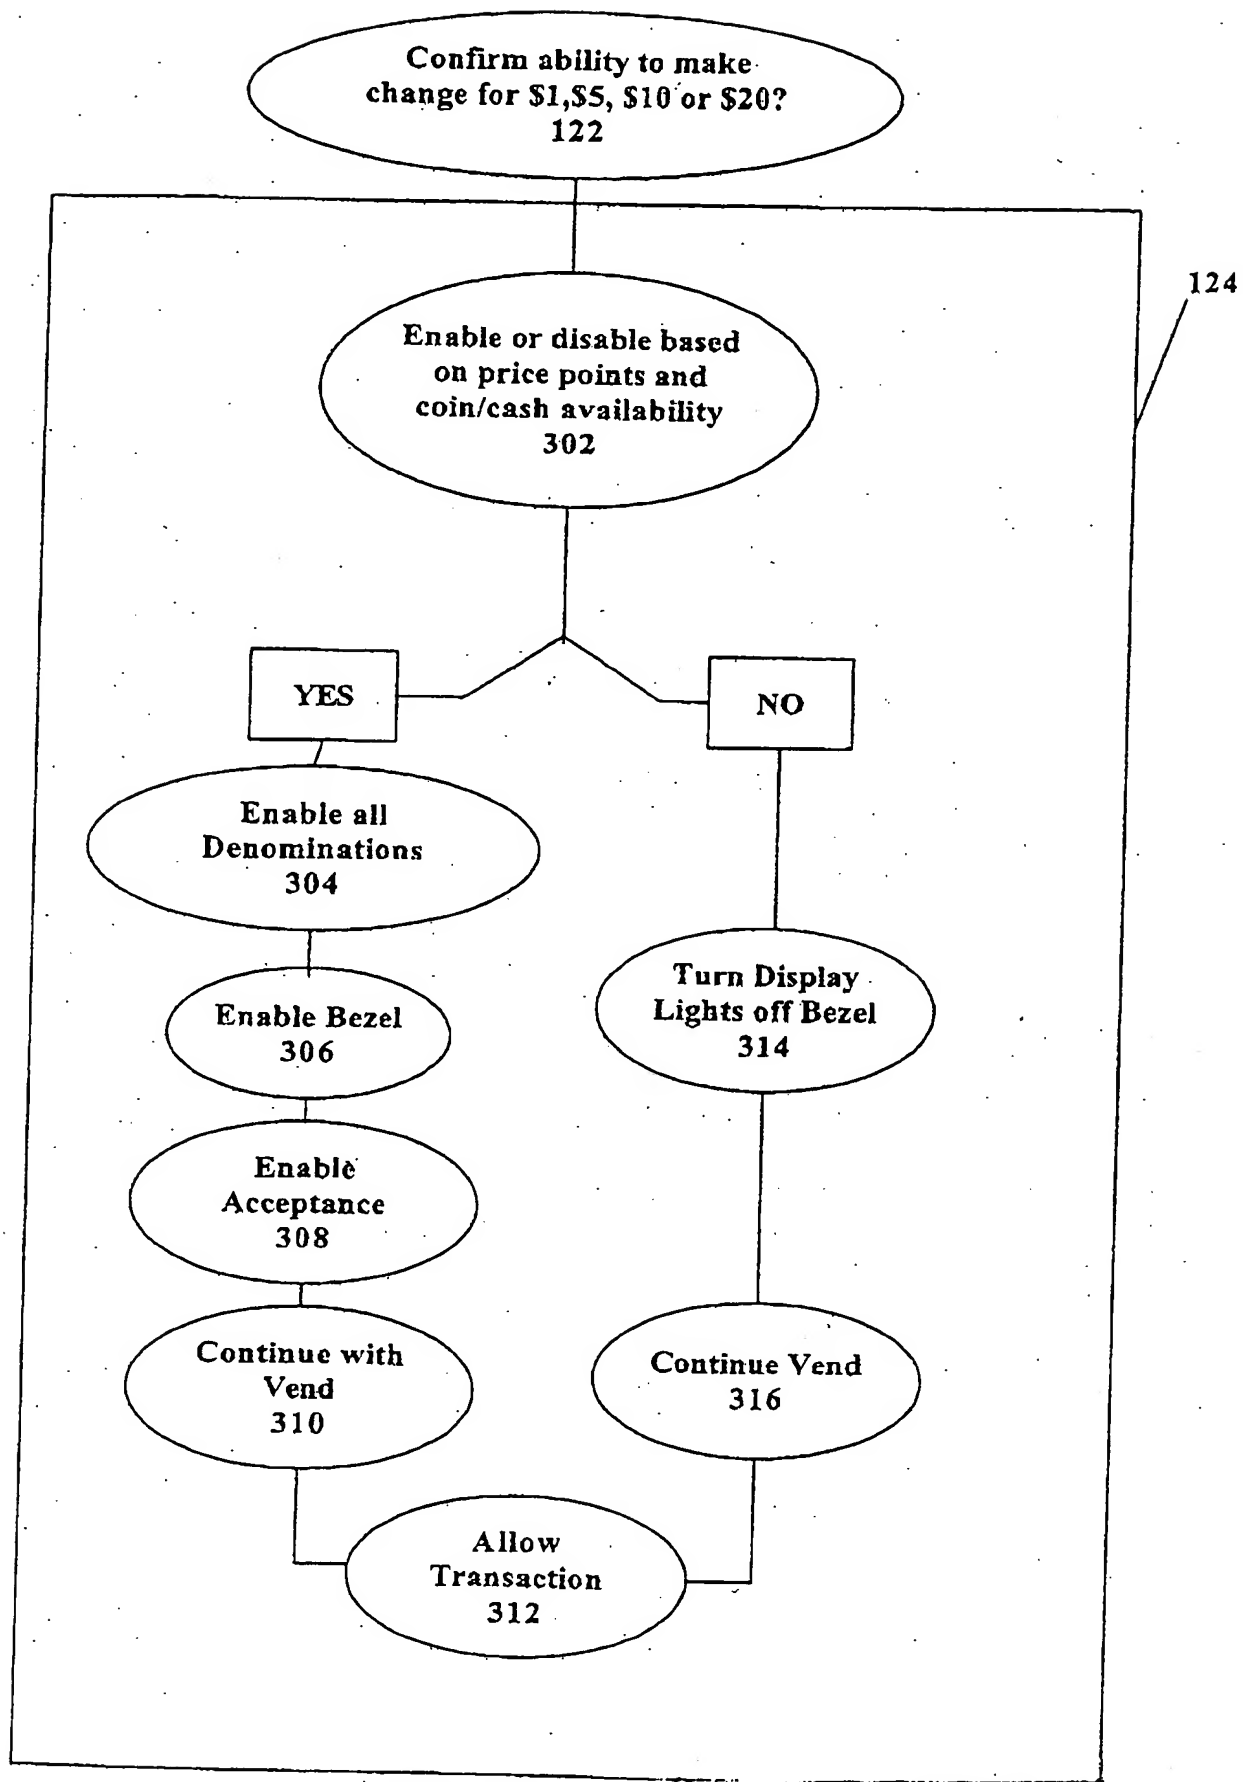 Confirm ability to make
change for $1,$5, $10 or $20?
122
124
Enable or disable based
on price points and
coin/cash availability
302
YES
NO
Enable all
Denominations
304
Enable Bezel
306
Enable
Acceptance
308
Continue with
Vend
310
Turn Display
Lights off Bezel
314
Continue Vend
316
Allow
Transaction
312